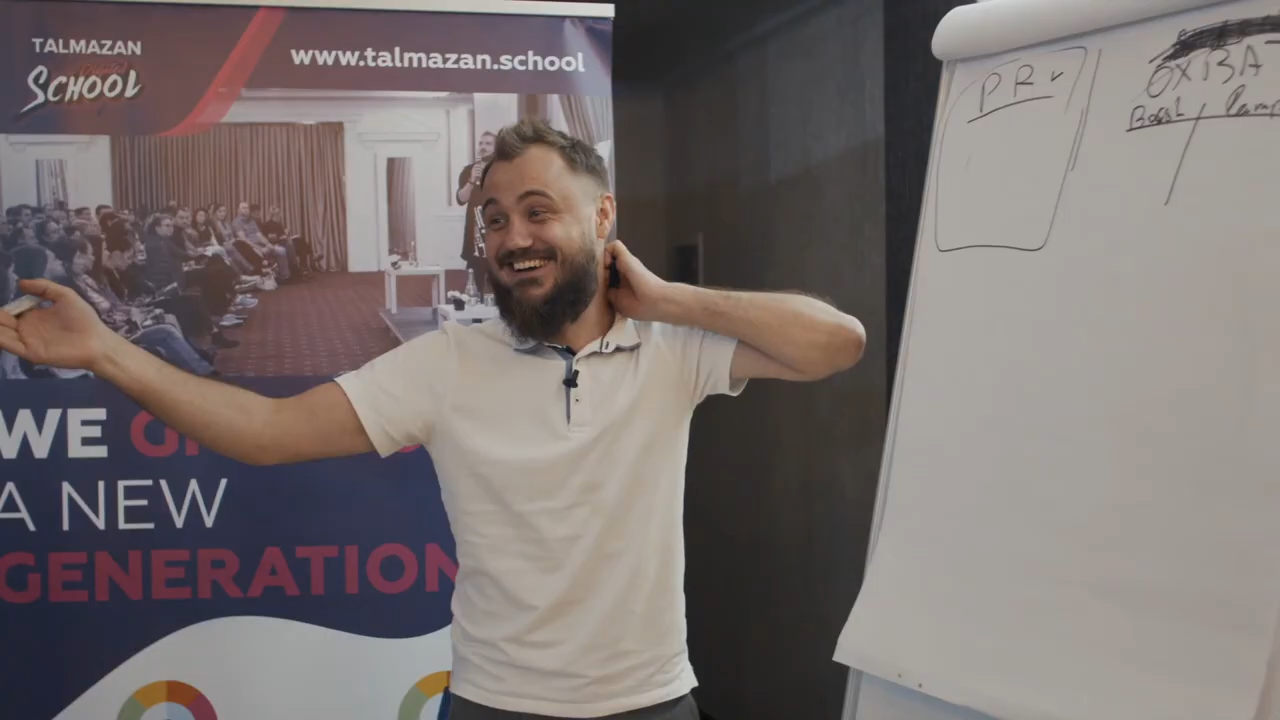 TALMAZAN
SCHOOL
www.talmazan.school
WE
A NEW
GENERATION
PR
ОХВАТ